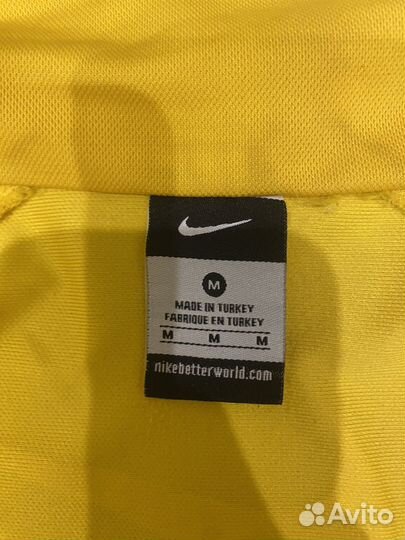 M
MADE IN TURKEY
FABRIQUE EN TURKEY
M M M
nikebetterworld.com
Avito